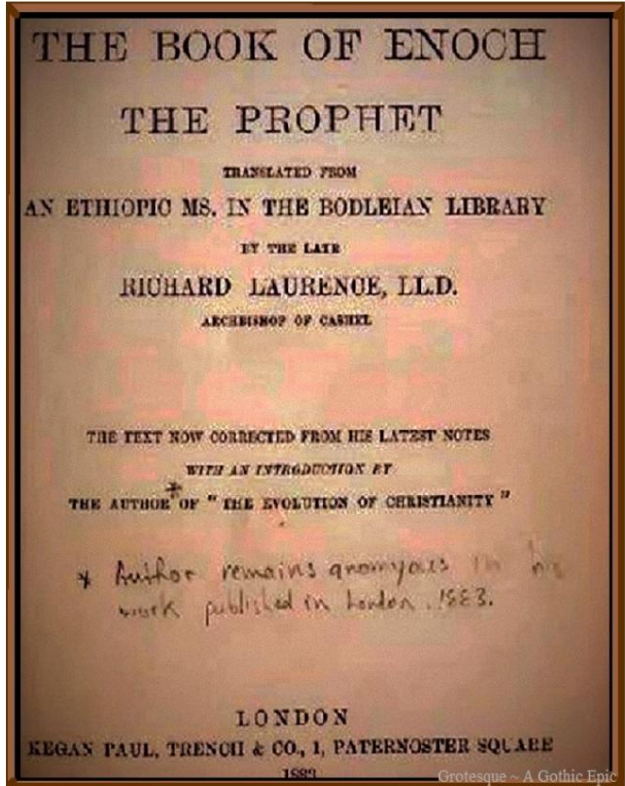 THE BOOK OF ENOCH
THE PROPHET
TRANSLATED FROM
AN ETHIOPIC MS. IN THE BODLEIAN LIBRARY
BY THE LATE
RICHARD LAURENCE, LL.D.
ARCHBISHOP OF CASHEL
THE TEXT NOW CORRECTED FROM HIS LATEST NOTES
WITH AN INTRODUCTION BY
THE AUTHOR * OF "THE EVOLUTION OF CHRISTIANITY"
* Author remains anomyous in his
work published in London. 1883.
LONDON
KEGAN PAUL, TRENCH & CO., 1, PATERNOSTER SQUARE
1883
Grotesque ~ A Gothic Epic